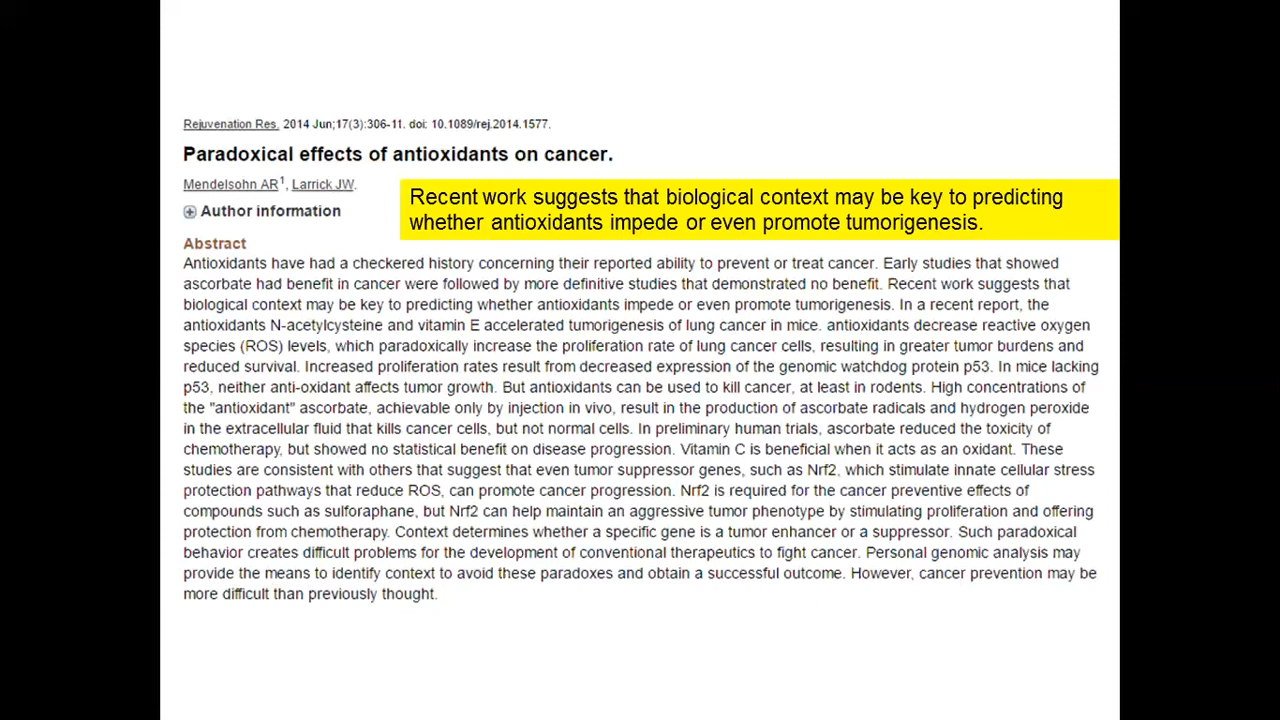 Rejuvenation Res. 2014 Jun;17(3):306-11. doi: 10.1089/rej.2014.1577.
Paradoxical effects of antioxidants on cancer.
Mendelsohn AR1, Larrick JW.
Author information
Recent work suggests that biological context may be key to predicting
whether antioxidants impede or even promote tumorigenesis.
Abstract
Antioxidants have had a checkered history concerning their reported ability to prevent or treat cancer. Early studies that showed
ascorbate had benefit in cancer were followed by more definitive studies that demonstrated no benefit. Recent work suggests that
biological context may be key to predicting whether antioxidants impede or even promote tumorigenesis. In a recent report, the
antioxidants N-acetylcysteine and vitamin E accelerated tumorigenesis of lung cancer in mice. antioxidants decrease reactive oxygen
species (ROS) levels, which paradoxically increase the proliferation rate of lung cancer cells, resulting in greater tumor burdens and
reduced survival. Increased proliferation rates result from decreased expression of the genomic watchdog protein p53. In mice lacking
p53, neither anti-oxidant affects tumor growth. But antioxidants can be used to kill cancer, at least in rodents. High concentrations of
the "antioxidant" ascorbate, achievable only by injection in vivo, result in the production of ascorbate radicals and hydrogen peroxide
in the extracellular fluid that kills cancer cells, but not normal cells. In preliminary human trials, ascorbate reduced the toxicity of
chemotherapy, but showed no statistical benefit on disease progression. Vitamin C is beneficial when it acts as an oxidant. These
studies are consistent with others that suggest that even tumor suppressor genes, such as Nrf2, which stimulate innate cellular stress
protection pathways that reduce ROS, can promote cancer progression. Nrf2 is required for the cancer preventive effects of
compounds such as sulforaphane, but Nrf2 can help maintain an aggressive tumor phenotype by stimulating proliferation and offering
protection from chemotherapy. Context determines whether a specific gene is a tumor enhancer or a suppressor. Such paradoxical
behavior creates difficult problems for the development of conventional therapeutics to fight cancer. Personal genomic analysis may
provide the means to identify context to avoid these paradoxes and obtain a successful outcome. However, cancer prevention may be
more difficult than previously thought.